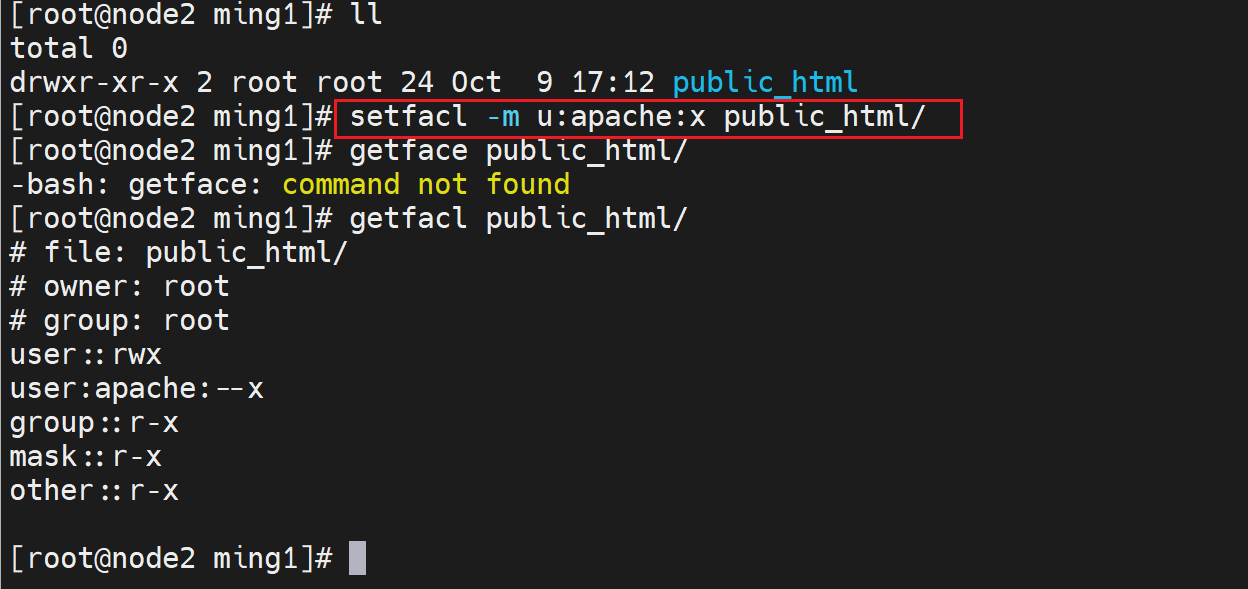 [root@node2 ming1]# ll
total 0
drwxr-xr-x 2 root root 24 Oct  9 17:12 public_html
[root@node2 ming1]# setfacl -m u:apache:x public_html/
[root@node2 ming1]# getface public_html/
-bash: getface: command not found
[root@node2 ming1]# getfacl public_html/
# file: public_html/
# owner: root
# group: root
user::rwx
user:apache:--x
group::r-x
mask::r-x
other::r-x
[root@node2 ming1]#